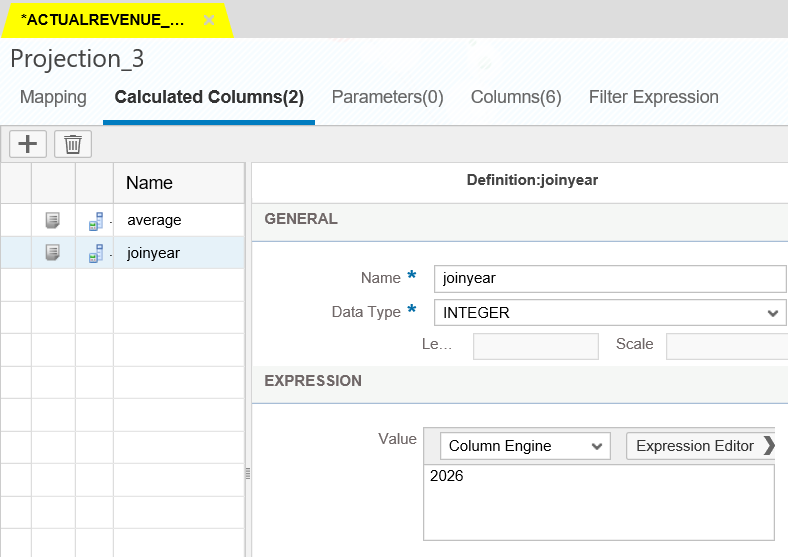 *ACTUALREVENUE_...
Projection_3
Mapping Calculated Columns(2) Parameters(0) Columns(6) Filter Expression
Name
Definition:joinyear
average
GENERAL
joinyear
Name * joinyear
Data Type * INTEGER
Le... Scale
EXPRESSION
Value Column Engine Expression Editor
2026